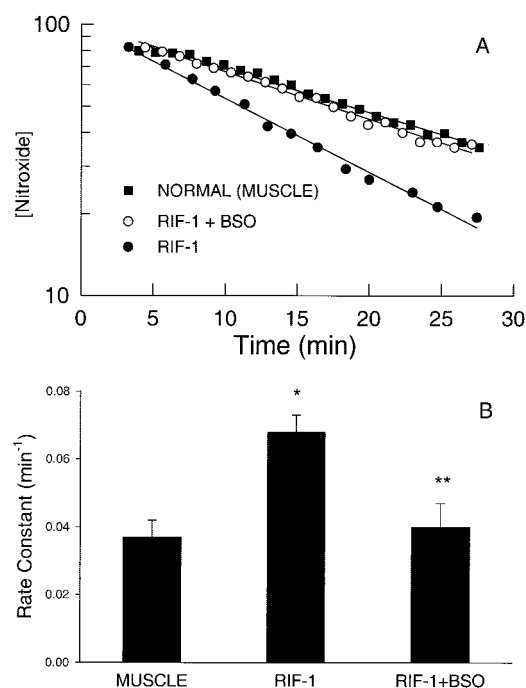 100
A
[Nitroxide]
NORMAL (MUSCLE)
RIF-1 + BSO
RIF-1
10
0 5 10 15 20 25 30
Time (min)
0.08
B
*
0.06
**
Rate Constant (min-1)
0.04
0.02
0.00
MUSCLE RIF-1 RIF-1+BSO